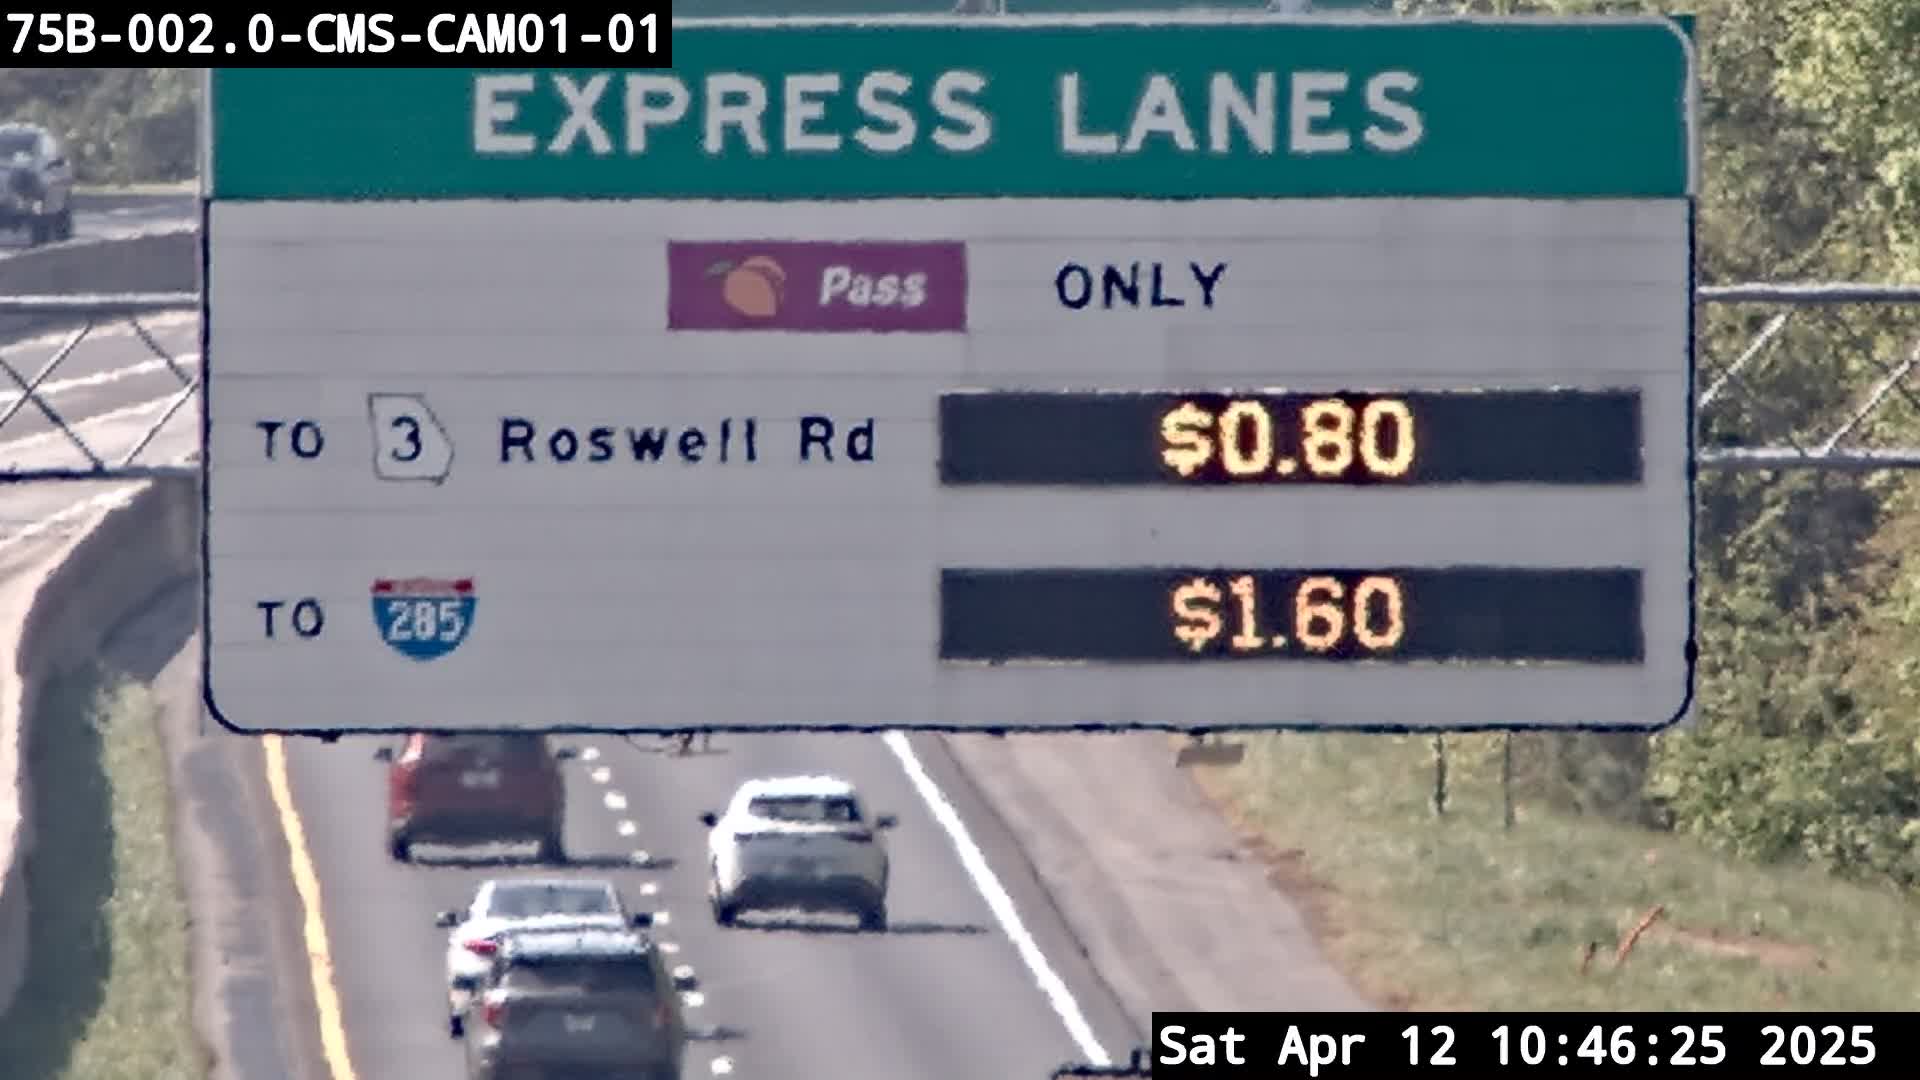 75B-002.0-CMS-CAM01-01
EXPRESS LANES
Pass ONLY
TO 3 Roswell Rd $0.80
TO 285 $1.60
Sat Apr 12 10:46:25 2025